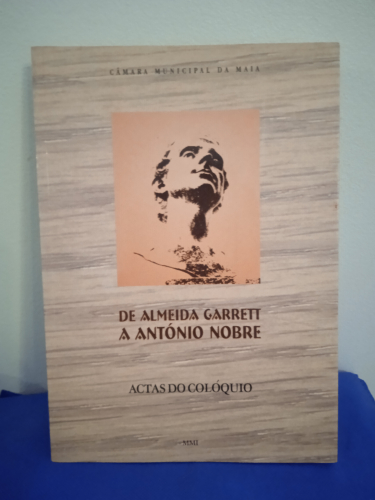 CÂMARA MUNICIPAL DA MAIA
DE ALMEIDA GARRETT
A ANTÓNIO NOBRE
ACTAS DO COLÓQUIO
MMI